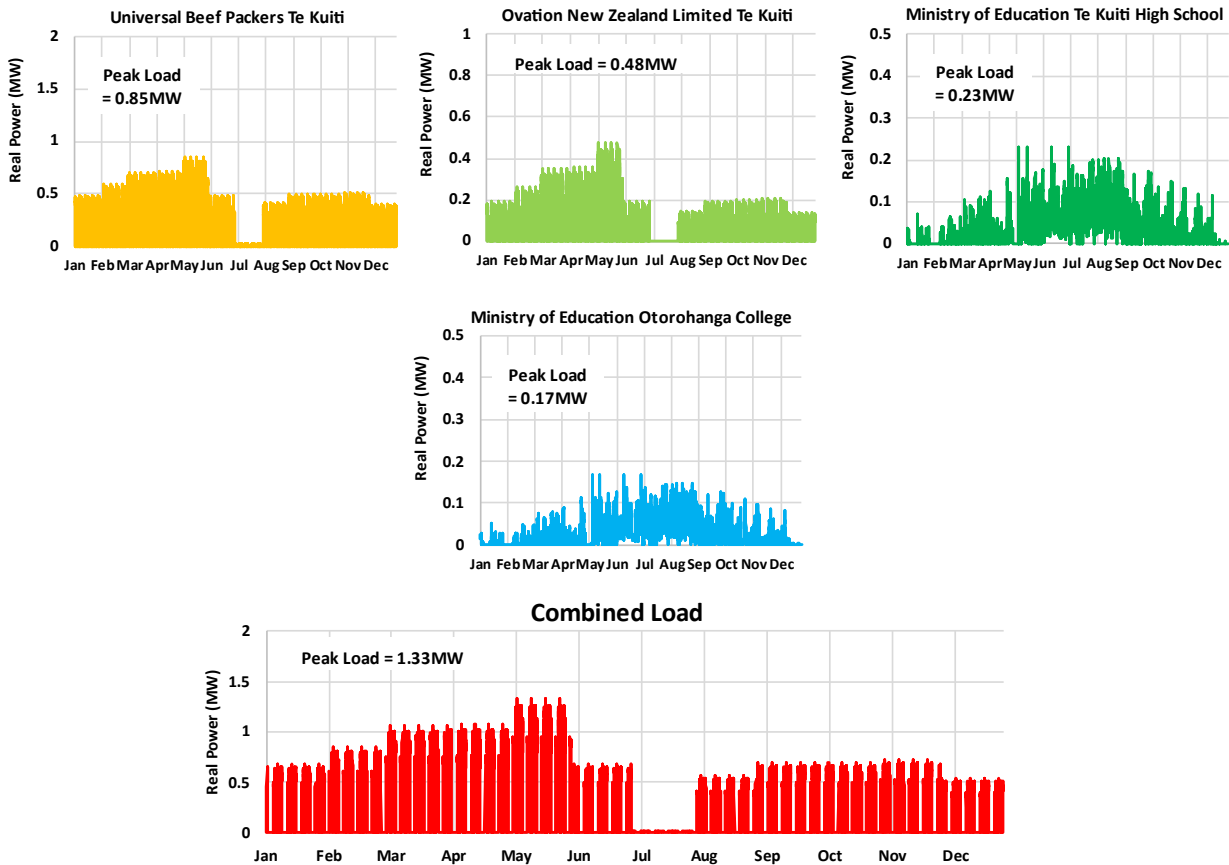 Universal Beef Packers Te Kuiti
Real Power (MW)
2
1.5
1
0.5
0
Peak Load
= 0.85MW
Jan Feb Mar Apr May Jun Jul Aug Sep Oct Nov Dec
Ovation New Zealand Limited Te Kuiti
Real Power (MW)
1
0.8
0.6
0.4
0.2
0
Peak Load = 0.48MW
Jan Feb Mar Apr May Jun Jul Aug Sep Oct Nov Dec
Ministry of Education Te Kuiti High School
Real Power (MW)
0.5
0.4
0.3
0.2
0.1
0
Peak Load
= 0.23MW
Jan Feb Mar Apr May Jun Jul Aug Sep Oct Nov Dec
Ministry of Education Otorohanga College
Real Power (MW)
0.5
0.4
0.3
0.2
0.1
0
Peak Load
= 0.17MW
Jan Feb Mar Apr May Jun Jul Aug Sep Oct Nov Dec
Combined Load
Real Power (MW)
2
1.5
1
0.5
0
Peak Load = 1.33MW
Jan Feb Mar Apr May Jun Jul Aug Sep Oct Nov Dec